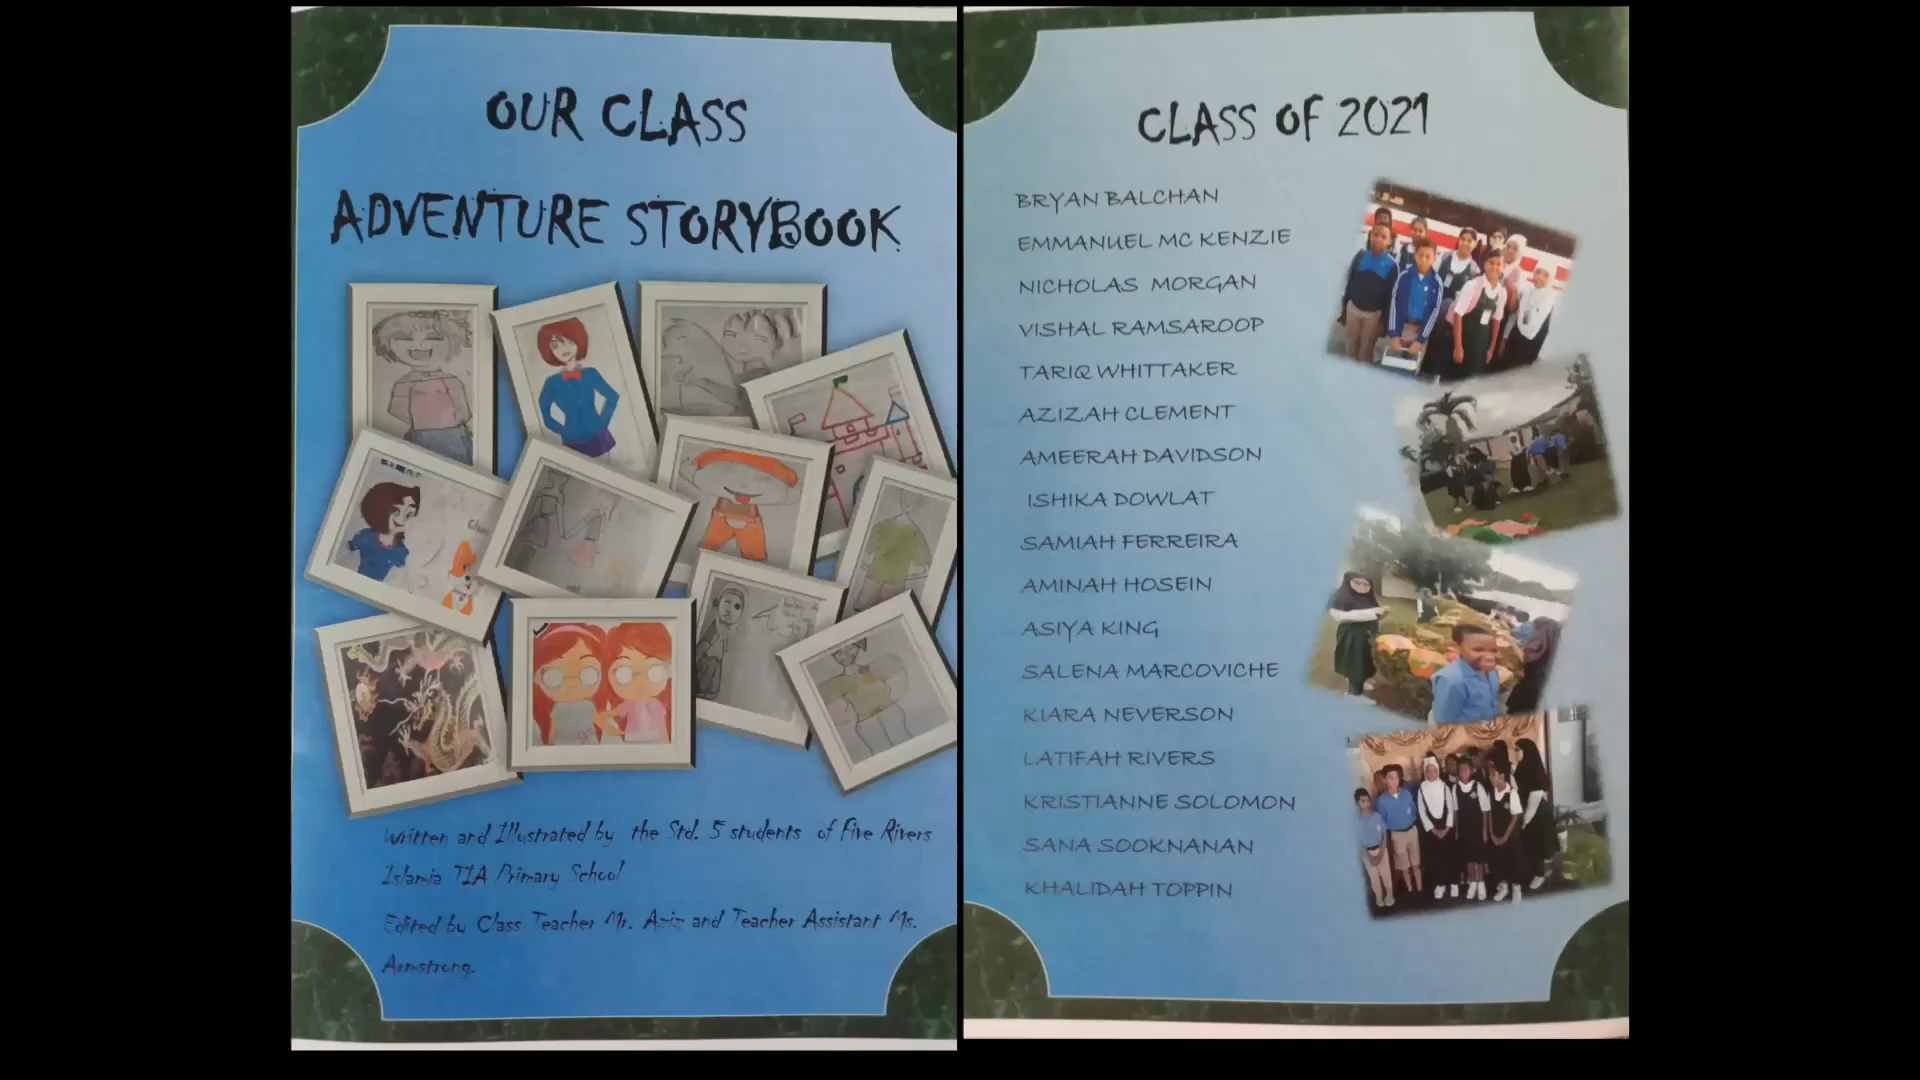 OUR CLASS
ADVENTURE STORYBOOK
Written and Illustrated by the Std. 5 students of Five Rivers
Islamia TIA Primary School
Edited by Class Teacher Mr. Aziz and Teacher Assistant Ms.
Armstrong.
CLASS OF 2021
BRYAN BALCHAN
EMMANUEL MC KENZIE
NICHOLAS MORGAN
VISHAL RAMSAROOP
TARIQ WHITTAKER
AZIZAH CLEMENT
AMEERAH DAVIDSON
ISHIKA DOWLAT
SAMIAH FERREIRA
AMINAH HOSEIN
ASIYA KING
SALENA MARCOVICHE
KIARA NEVERSON
LATIFAH RIVERS
KRISTIANNE SOLOMON
SANA SOOKNANAN
KHALIDAH TOPPIN